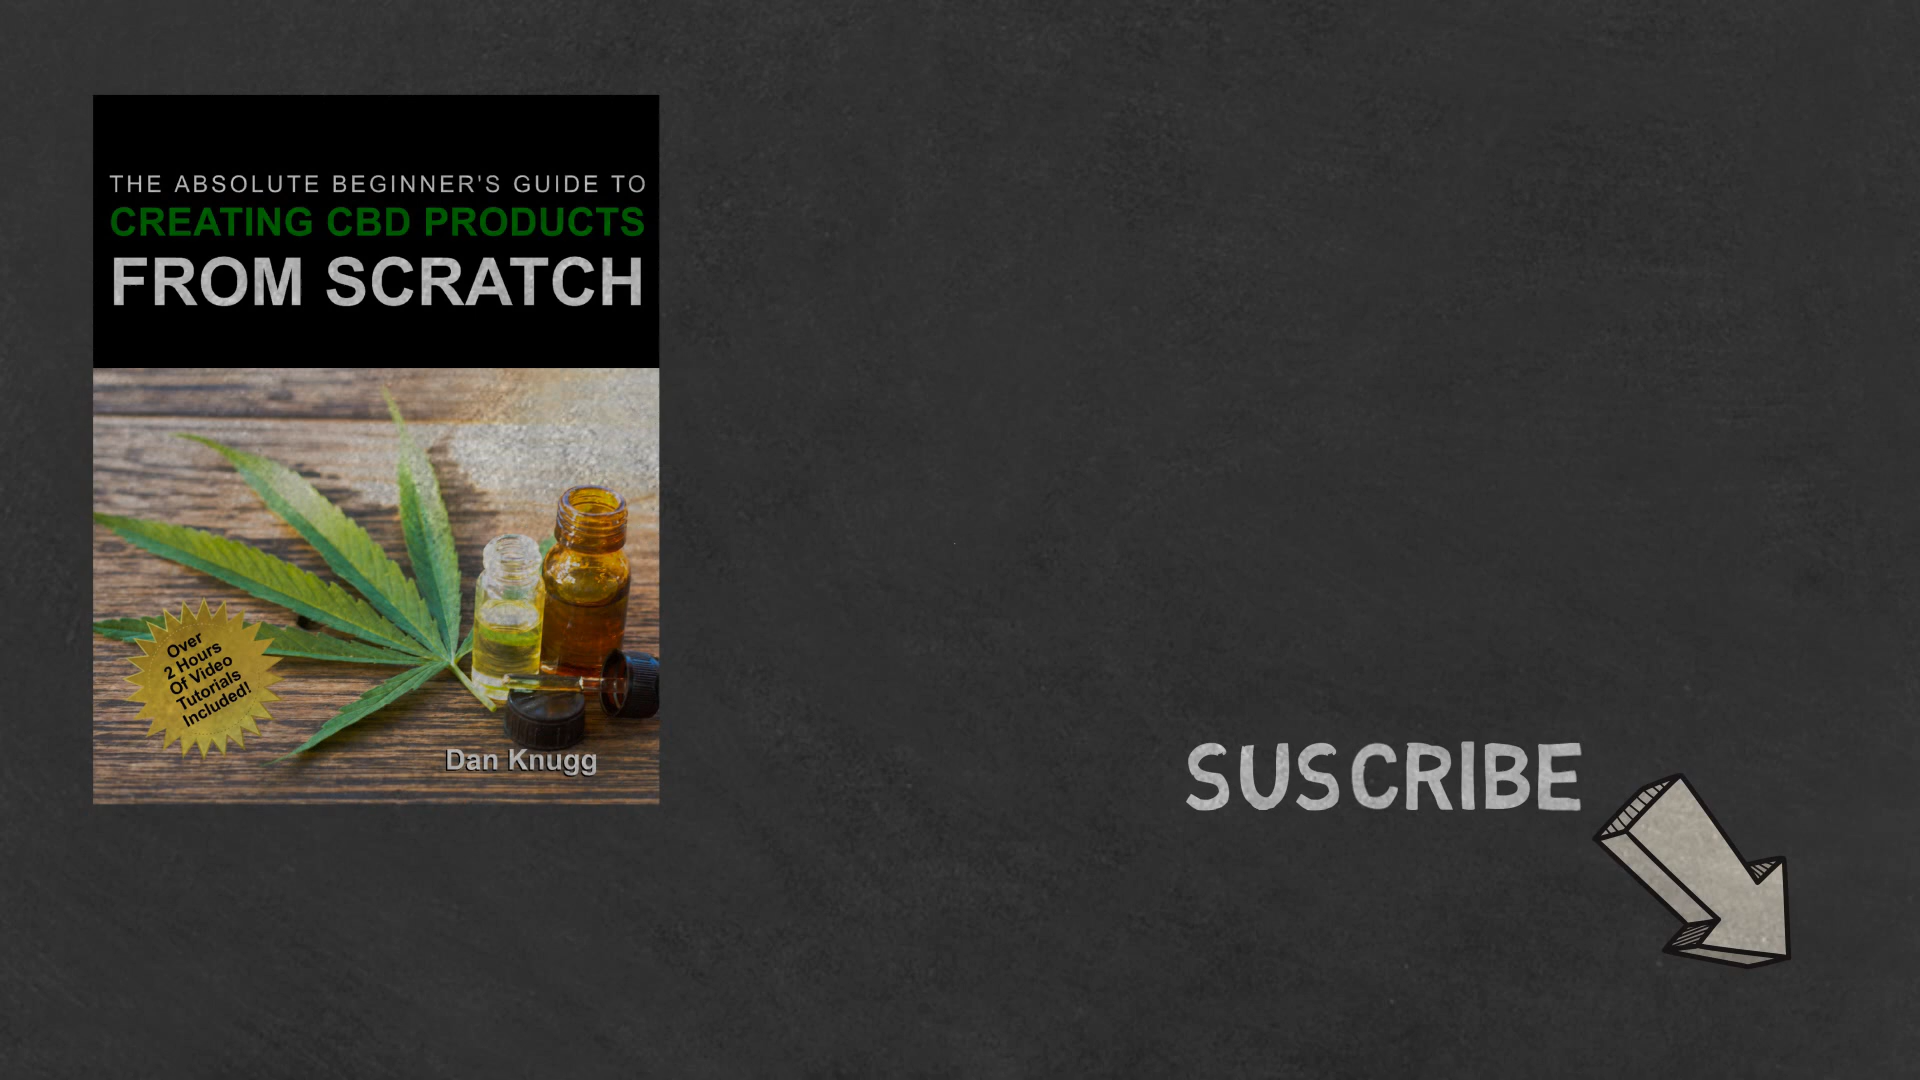 THE ABSOLUTE BEGINNER'S GUIDE TO
CREATING CBD PRODUCTS
FROM SCRATCH
Over
2 Hours
Of Video
Tutorials
Included!
Dan Knugg
SUSCRIBE